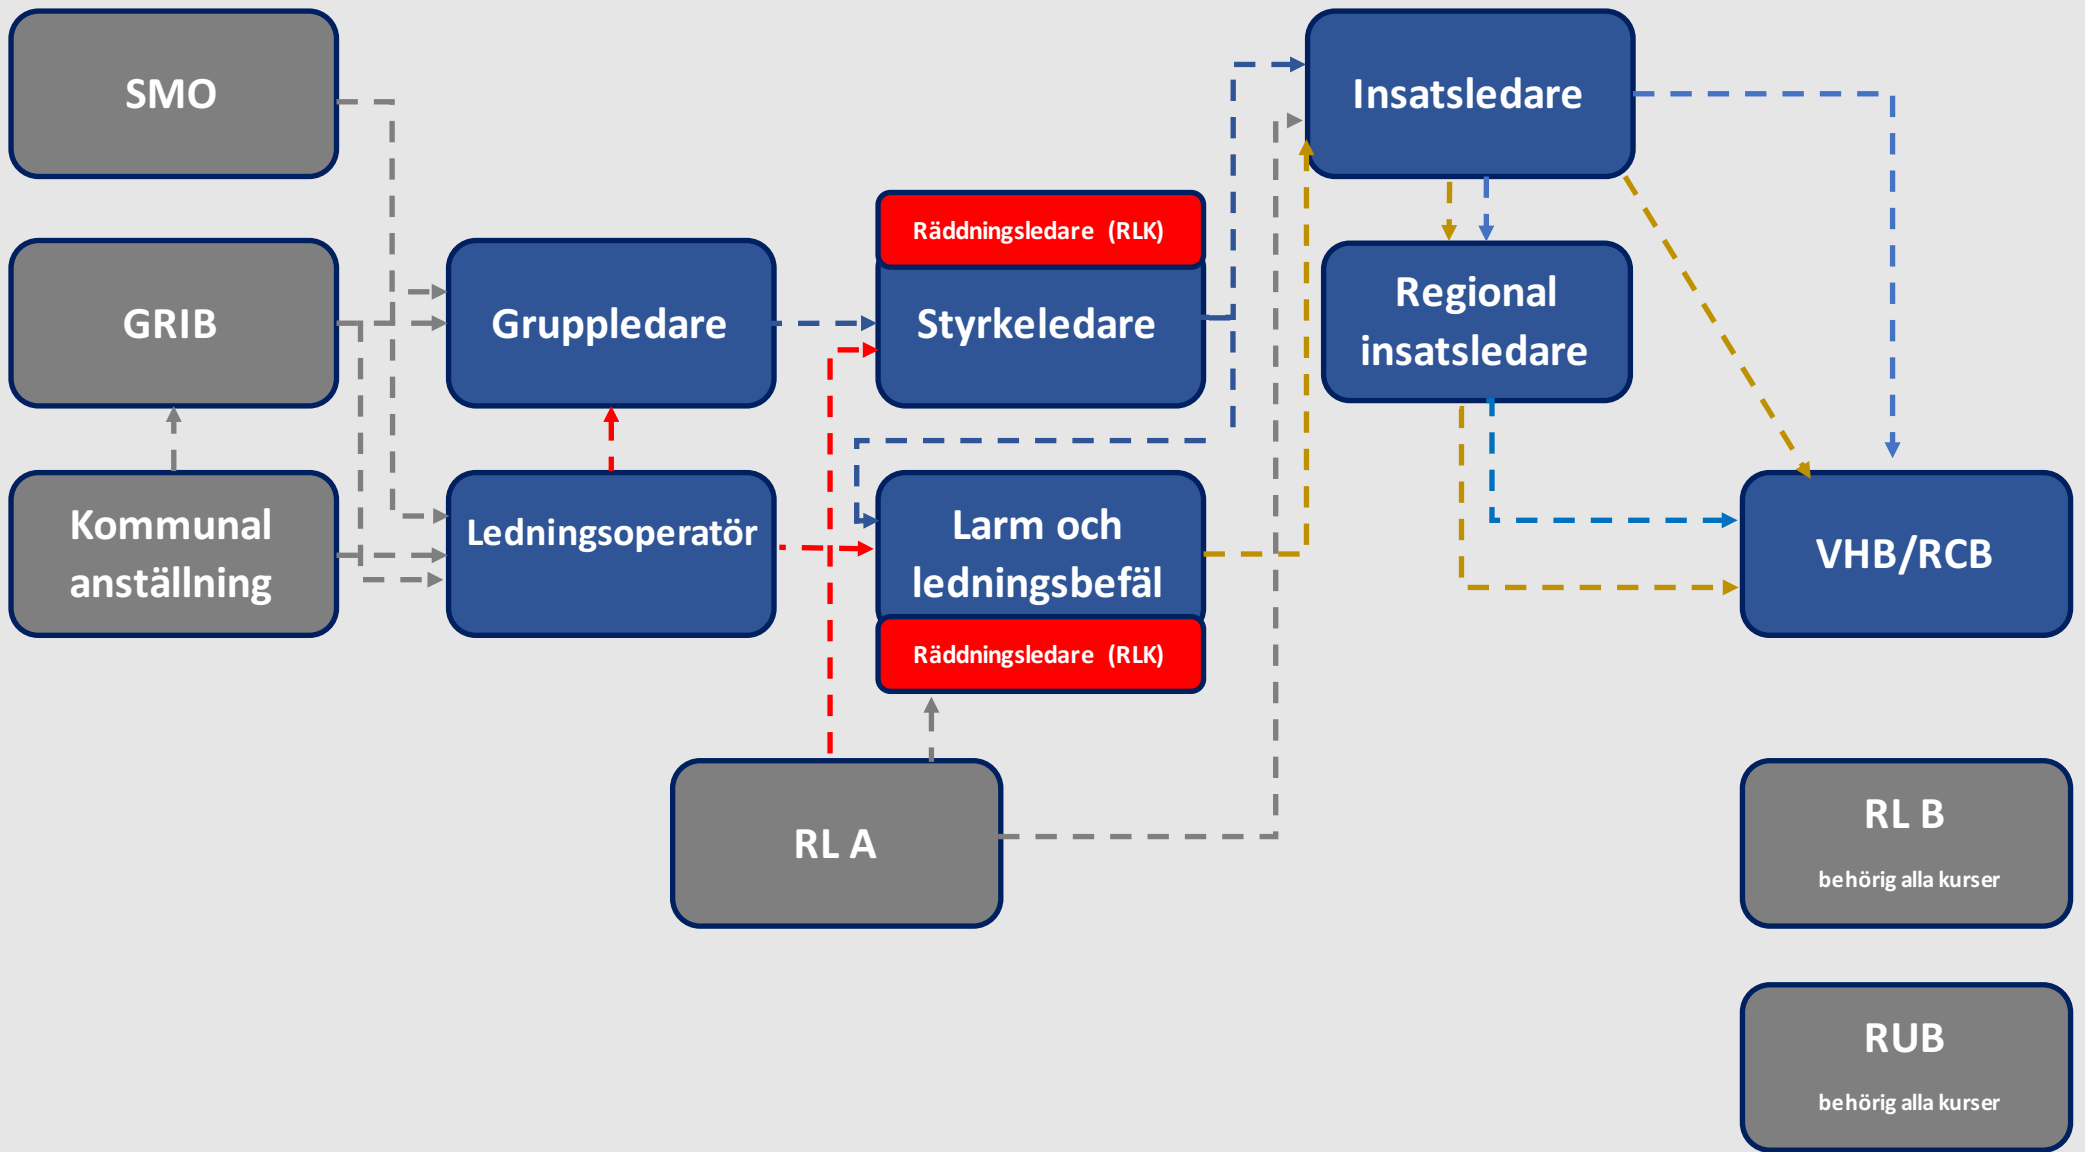 SMO
Insatsledare
Räddningsledare (RLK)
GRIB
Gruppledare
Styrkeledare
Regional
insatsledare
Kommunal
anställning
Ledningsoperatör
Larm och
ledningsbefäl
Räddningsledare (RLK)
VHB/RCB
RL A
RL B
behörig alla kurser
RUB
behörig alla kurser